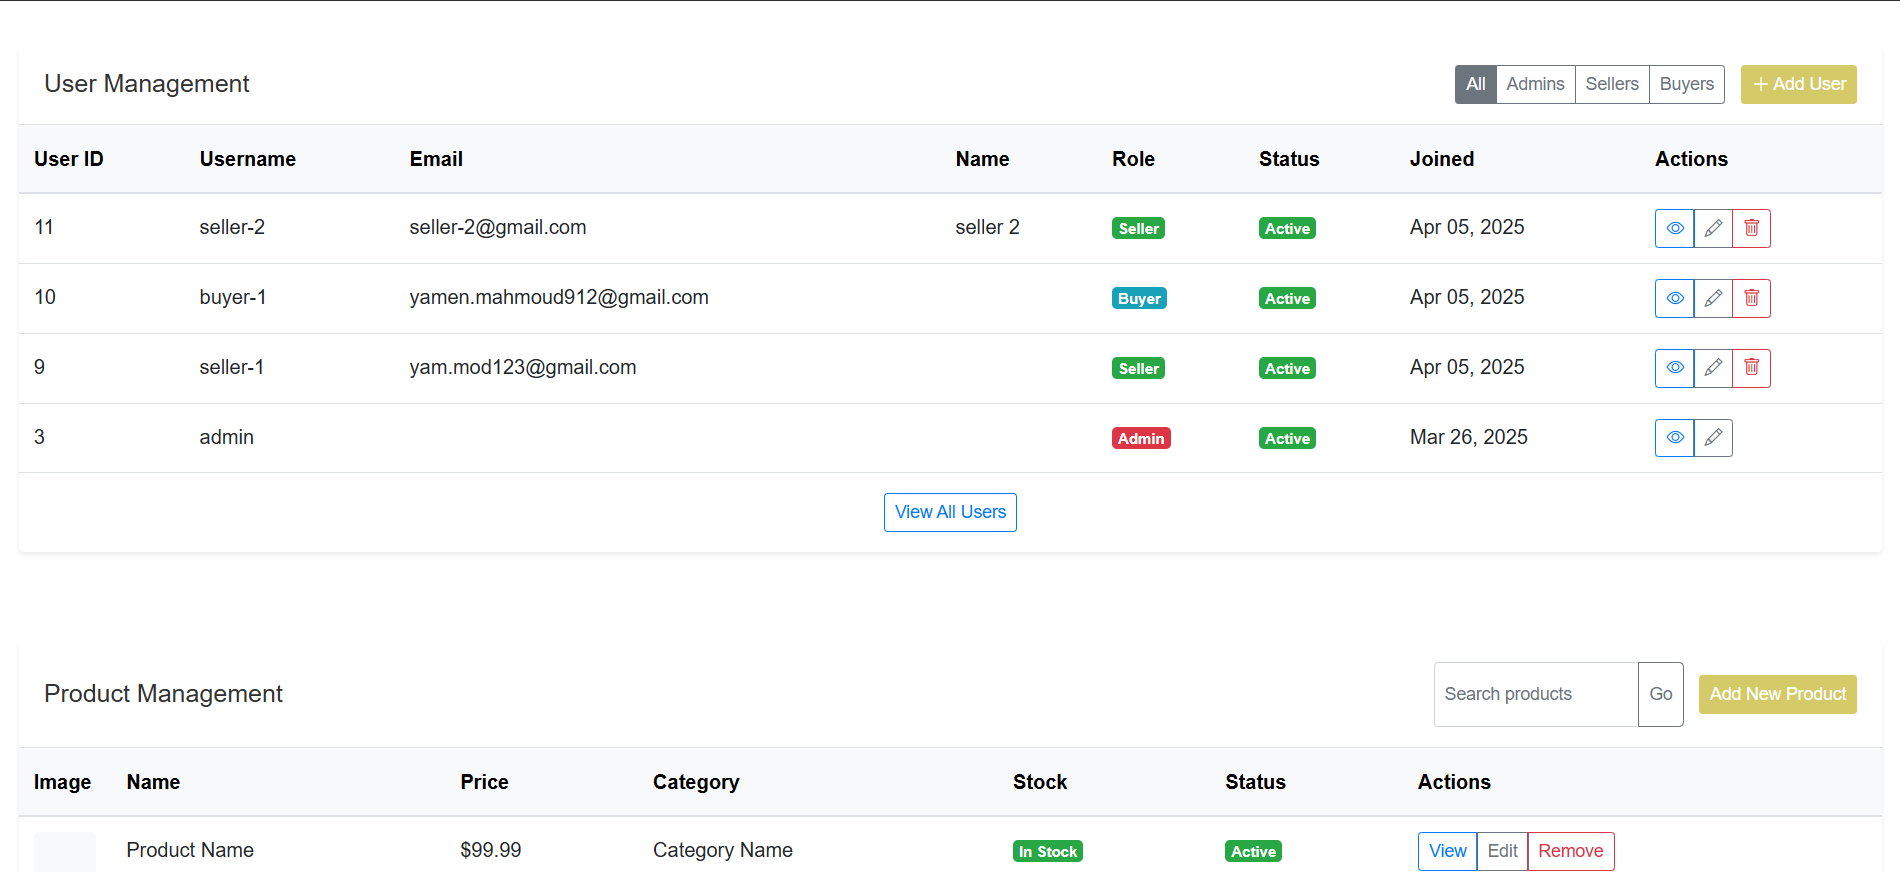 User Management
All Admins Sellers Buyers + Add User
User ID Username Email Name Role Status Joined Actions
11 seller-2 seller-2@gmail.com seller 2 Seller Active Apr 05, 2025
10 buyer-1 yamen.mahmoud912@gmail.com Buyer Active Apr 05, 2025
9 seller-1 yam.mod123@gmail.com Seller Active Apr 05, 2025
3 admin Admin Active Mar 26, 2025
View All Users
Product Management
Search products Go Add New Product
Image Name Price Category Stock Status Actions
Product Name $99.99 Category Name In Stock Active View Edit Remove